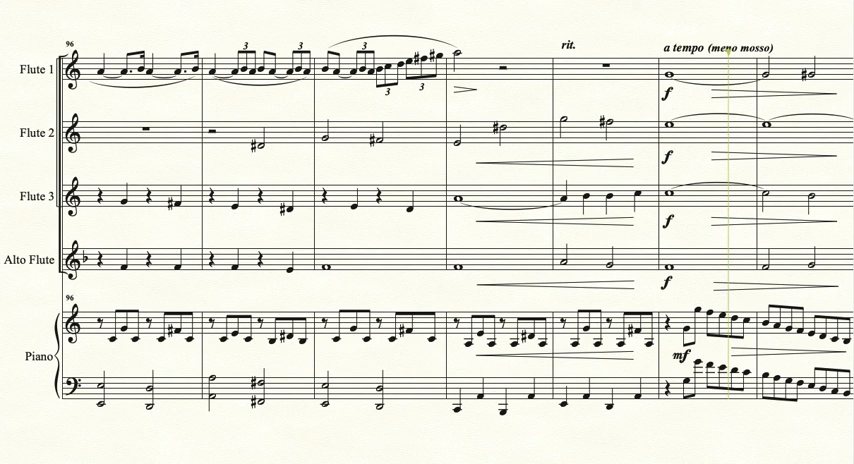 96
Flute 1
3
3
3
3
3
rit.
a tempo (meno mosso)
f
Flute 2
f
Flute 3
f
Alto Flute
f
96
Piano
mf